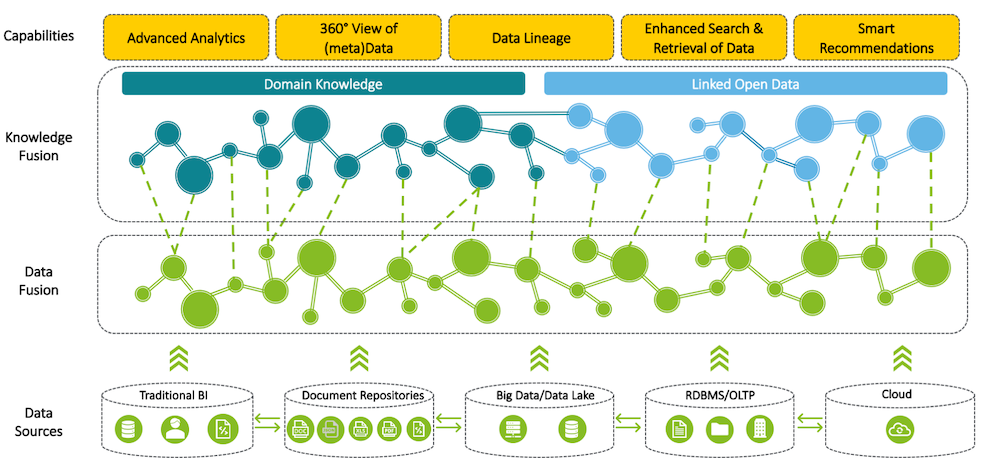 Capabilities
Advanced Analytics
360° View of
(meta)Data
Data Lineage
Enhanced Search &
Retrieval of Data
Smart
Recommendations
Knowledge
Fusion
Domain Knowledge
Linked Open Data
Data
Fusion
Data
Sources
Traditional BI
Document Repositories
Big Data/Data Lake
RDBMS/OLTP
Cloud
DOC
XLS
PDF